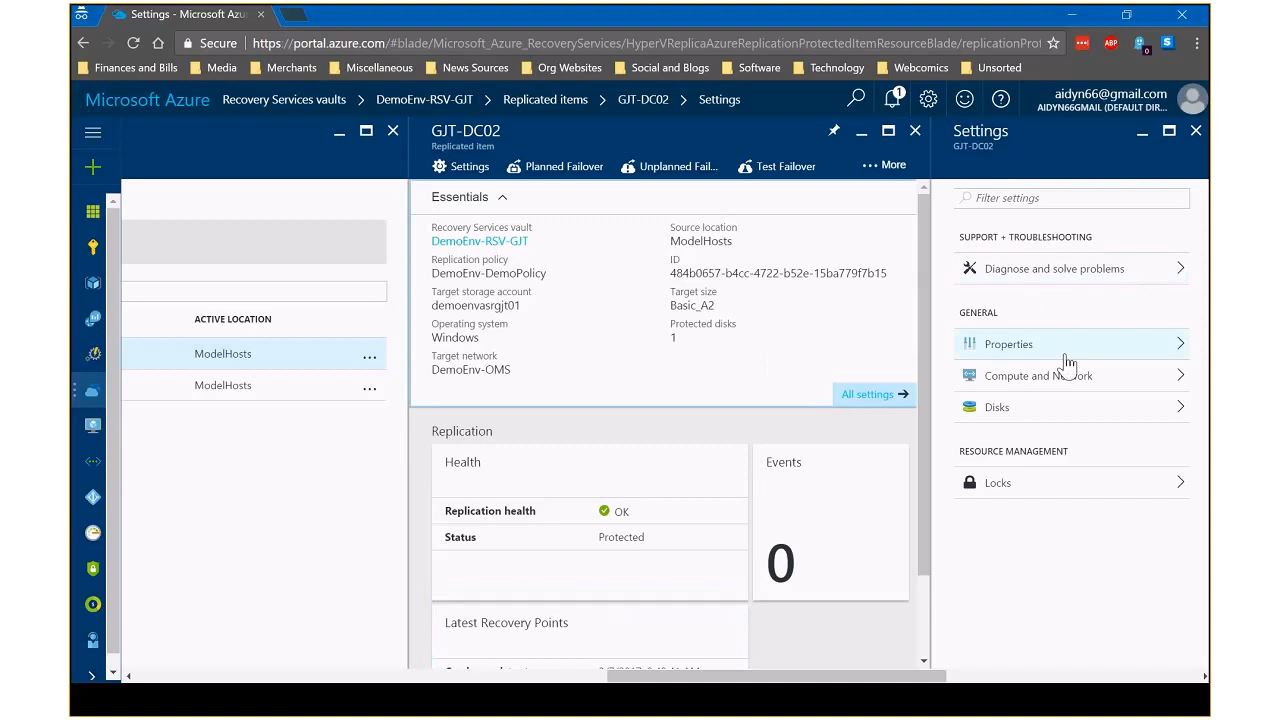 Settings - Microsoft Azu
Secure
https://portal.azure.com/#blade/Microsoft_Azure_RecoveryServices/HyperVReplicaAzureReplicationProtectedItemResourceBlade/replicationProt
ABP
0
Finances and Bills
Media
Merchants
Miscellaneous
News Sources
Org Websites
Social and Blogs
Software
Technology
Webcomics
Unsorted
Microsoft Azure
Recovery Services vaults > DemoEnv-RSV-GJT > Replicated items > GJT-DC02 > Settings
1
aidyn66@gmail.com
AIDYN66GMAIL (DEFAULT DIR...
ACTIVE LOCATION
ModelHosts
ModelHosts
GJT-DC02
Replicated item
Settings
Planned Failover
Unplanned Fail...
Test Failover
More
Essentials
Recovery Services vault
DemoEnv-RSV-GJT
Replication policy
DemoEnv-DemoPolicy
Target storage account
demoenvasrgjt01
Operating system
Windows
Target network
DemoEnv-OMS
Source location
ModelHosts
ID
484b0657-b4cc-4722-b52e-15ba779f7b15
Target size
Basic_A2
Protected disks
1
All settings
Replication
Health
Replication health OK
Status Protected
Events
0
Latest Recovery Points
Settings
GJT-DC02
Filter settings
SUPPORT + TROUBLESHOOTING
Diagnose and solve problems
GENERAL
Properties
Compute and Network
Disks
RESOURCE MANAGEMENT
Locks